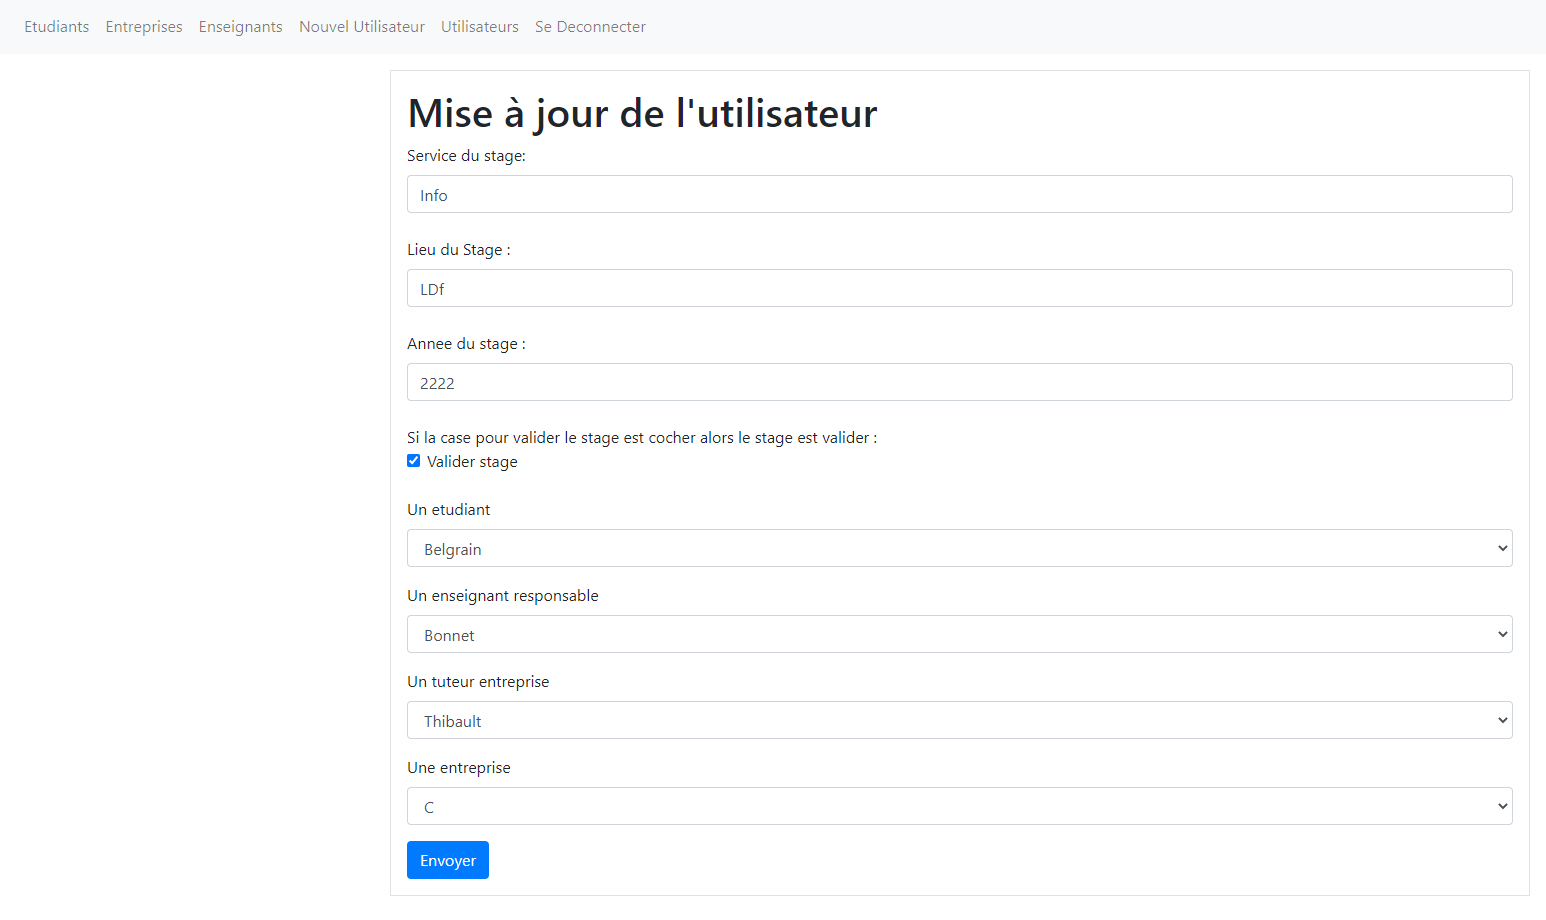 Etudiants Entreprises Enseignants Nouvel Utilisateur Utilisateurs Se Deconnecter
Mise à jour de l'utilisateur
Service du stage:
Info
Lieu du Stage :
LDf
Annee du stage :
2222
Si la case pour valider le stage est cocher alors le stage est valider :
Valider stage
Un etudiant
Belgrain
Un enseignant responsable
Bonnet
Un tuteur entreprise
Thibault
Une entreprise
C
Envoyer